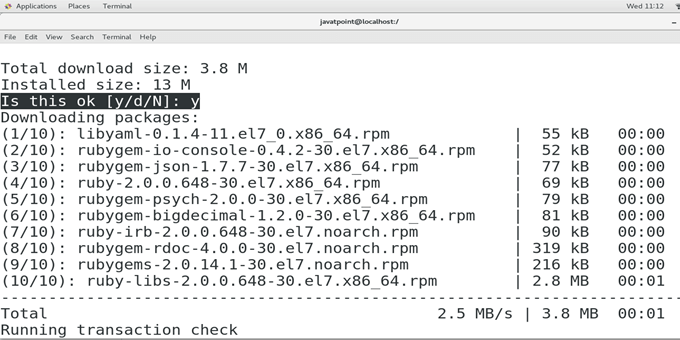 Applications Places Terminal Wed 11:12
javatpoint@localhost:/
File Edit View Search Terminal Help
Total download size: 3.8 M
Installed size: 13 M
Is this ok [y/d/N]: y
Downloading packages:
(1/10): libyaml-0.1.4-11.el7_0.x86_64.rpm | 55 kB 00:00
(2/10): rubygem-io-console-0.4.2-30.el7.x86_64.rpm | 52 kB 00:00
(3/10): rubygem-json-1.7.7-30.el7.x86_64.rpm | 77 kB 00:00
(4/10): ruby-2.0.0.648-30.el7.x86_64.rpm | 69 kB 00:00
(5/10): rubygem-psych-2.0.0-30.el7.x86_64.rpm | 79 kB 00:00
(6/10): rubygem-bigdecimal-1.2.0-30.el7.x86_64.rpm | 81 kB 00:00
(7/10): ruby-irb-2.0.0.648-30.el7.noarch.rpm | 90 kB 00:00
(8/10): rubygem-rdoc-4.0.0-30.el7.noarch.rpm | 319 kB 00:00
(9/10): rubygems-2.0.14.1-30.el7.noarch.rpm | 216 kB 00:00
(10/10): ruby-libs-2.0.0.648-30.el7.x86_64.rpm | 2.8 MB 00:01
--------------------------------------------------------------------------------
Total 2.5 MB/s | 3.8 MB 00:01
Running transaction check